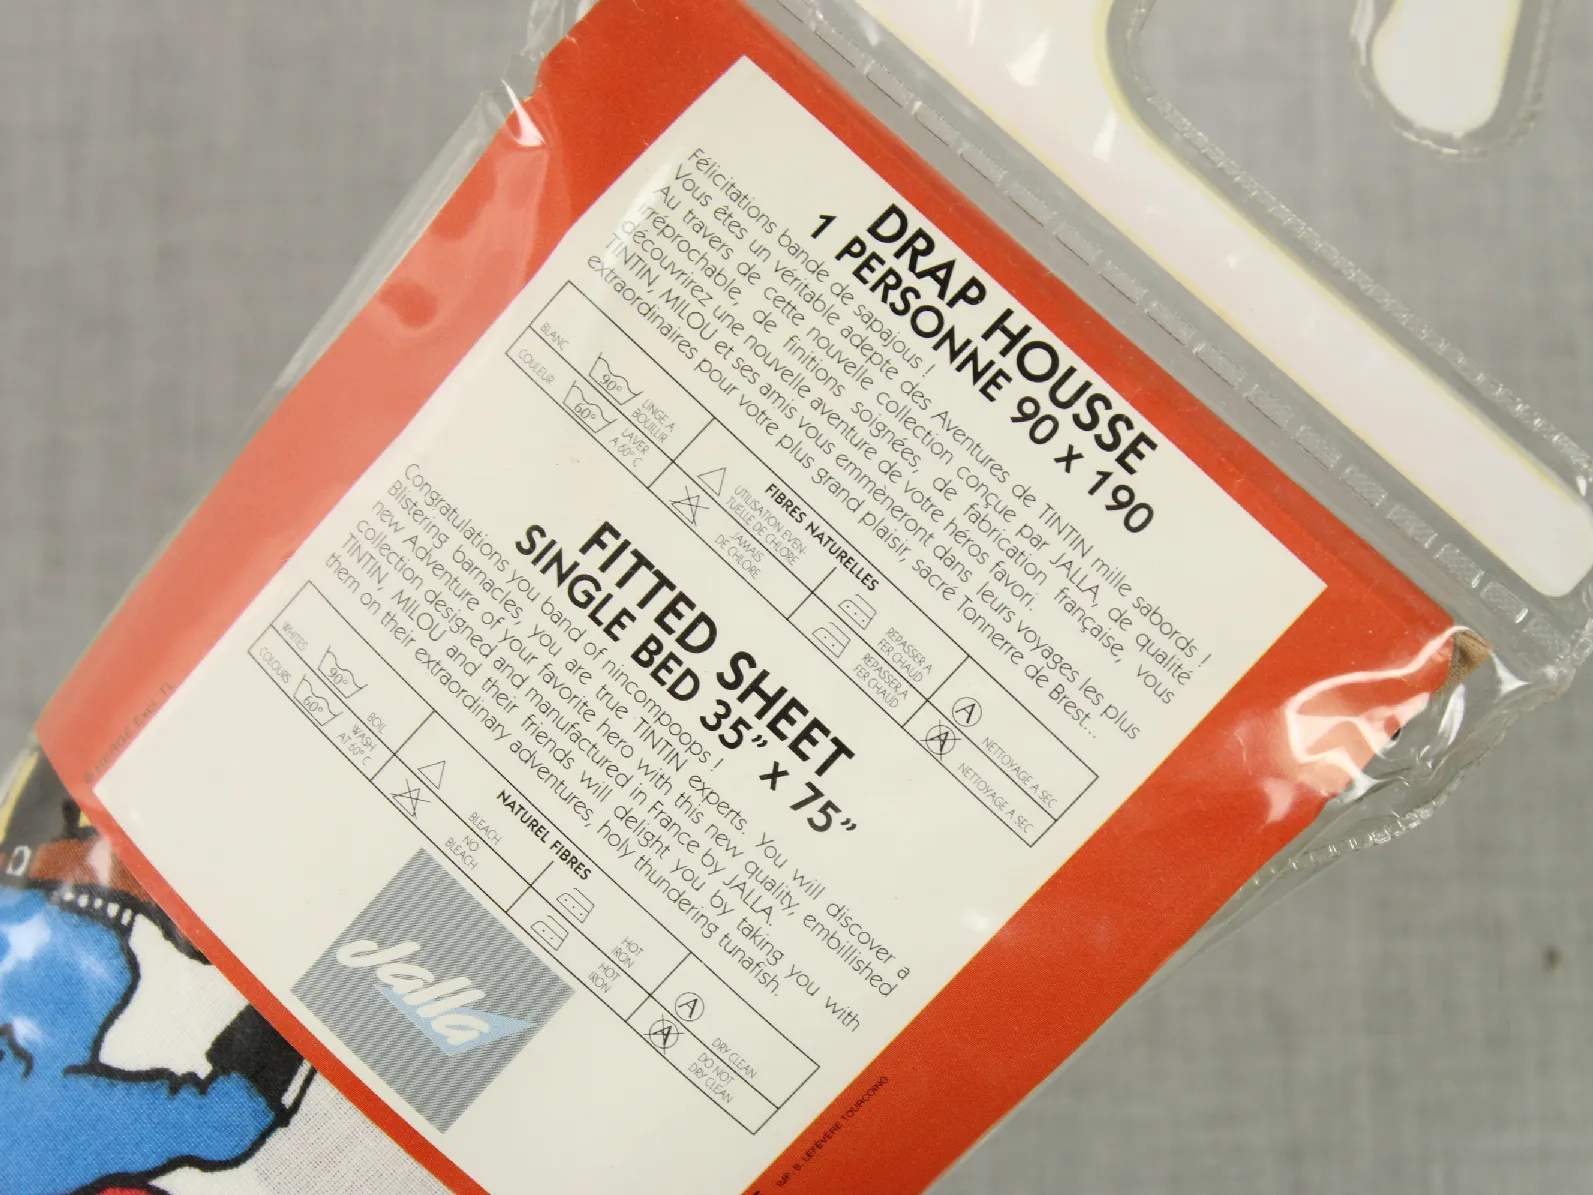 DRAP HOUSSE
1 PERSONNE 90 x 190
Félicitations bande de sapajous !
Vous êtes un véritable adepte des Aventures de TINTIN mille sabords !
Au travers de cette nouvelle collection conçue par JALLA, de qualité
irréprochable, de finitions soignées, de fabrication française, vous
découvrirez une nouvelle aventure de votre héros favori.
TINTIN, MILOU et ses amis vous emmèneront dans leurs voyages les plus
extraordinaires pour votre plus grand plaisir, sacré Tonnerre de Brest...
FIBRES NATURELLES
BLANC
90°
LINGE A
BOUILLIR
UTILISATION EVEN-
TUELLE DE CHLORE
REPASSER A
FER CHAUD
A
NETTOYAGE A SEC
COULEUR
60°
LAVER
A 60° C
JAMAIS
DE CHLORE
REPASSER A
FER CHAUD
A
NETTOYAGE A SEC
FITTED SHEET
SINGLE BED 35” x 75”
Congratulations you band of nincompoops !
Blistering barnacles, you are true TINTIN experts. You will discover a
new Adventure of your favorite hero with this new quality, embillished
collection designed and manufactured in France by JALLA.
TINTIN, MILOU and their friends will delight you by taking you with
them on their extraordinary adventures, holy thundering tunafish.
NATUREL FIBRES
WHITES
90°
BOIL
BLEACH
HOT
IRON
A
DRY CLEAN
COLOURS
60°
WASH
AT 60° C
NO
BLEACH
HOT
IRON
A
DO NOT
DRY CLEAN
Jalla
© HERGE Excl. T.L.
IMP. B. LEFEVERE TOURCOING